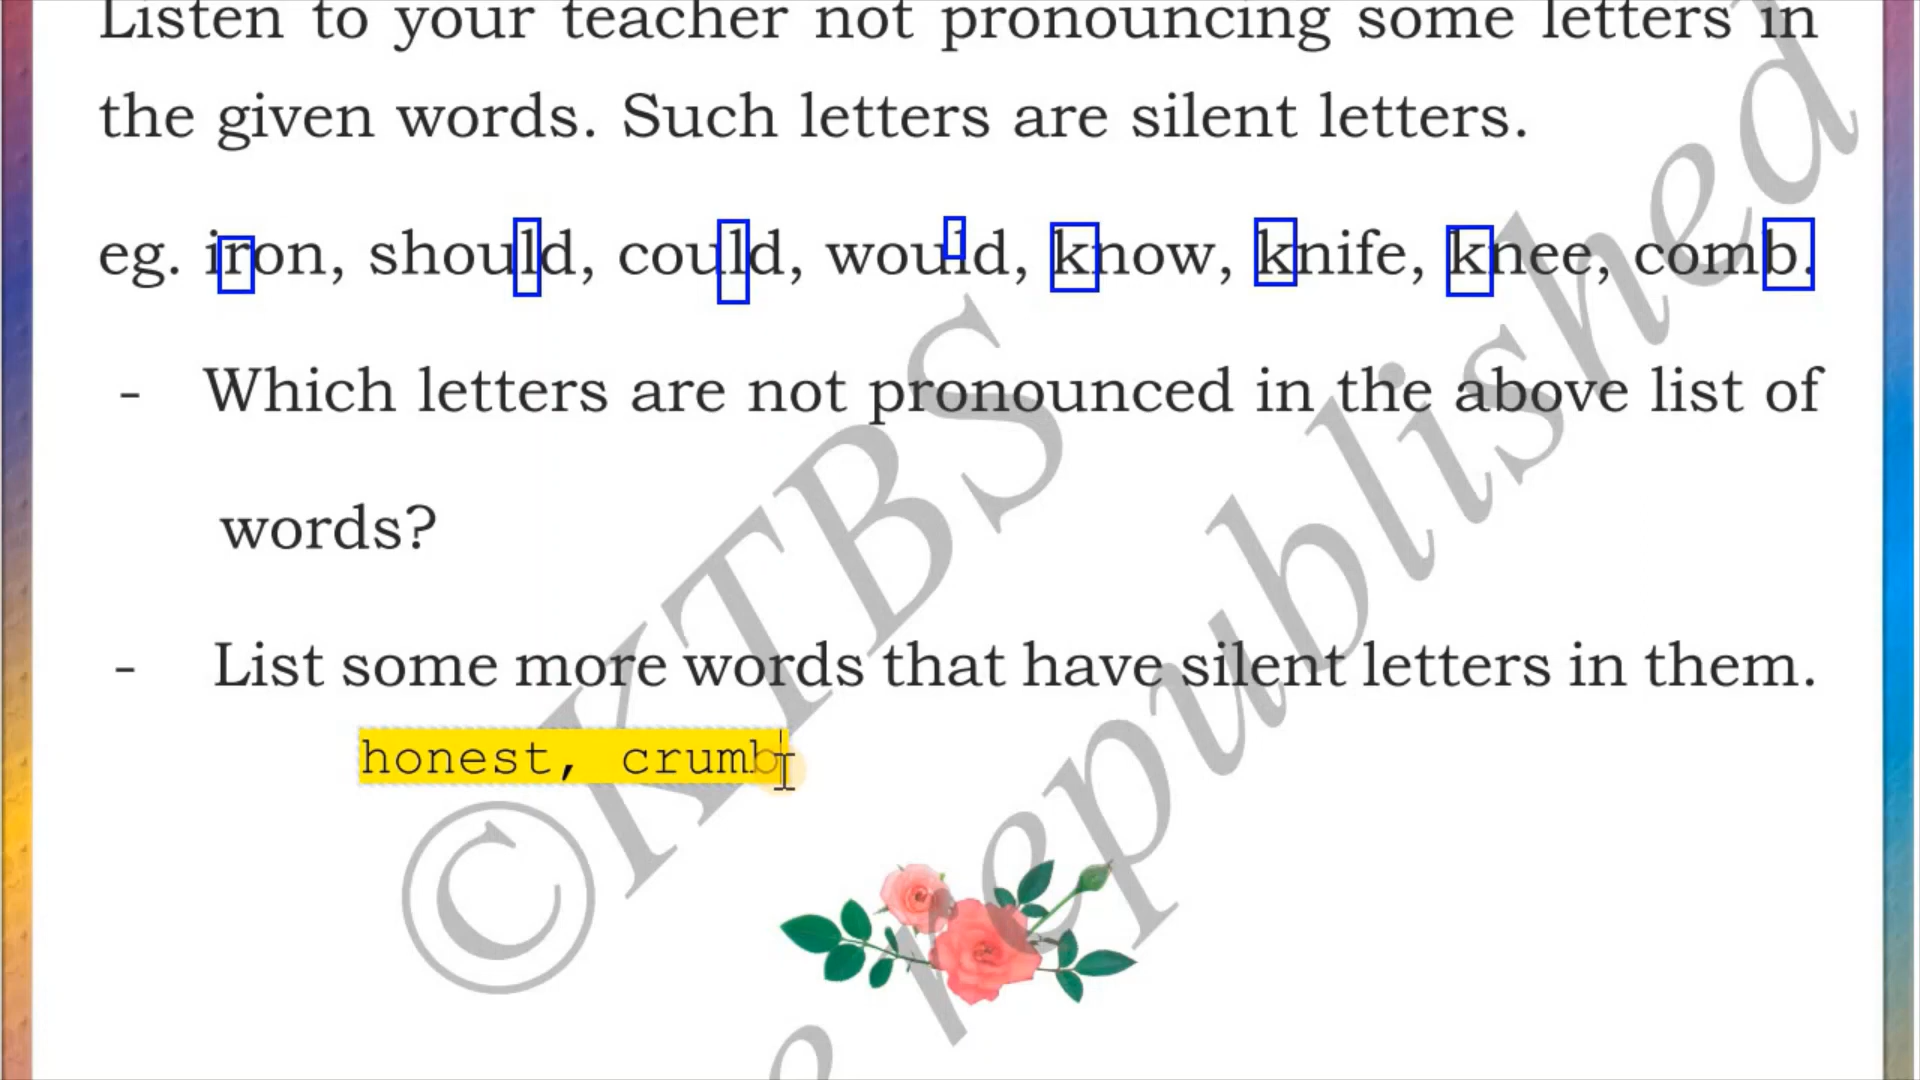 Listen to your teacher not pronouncing some letters in
the given words. Such letters are silent letters.
eg. iron, should, could, would, know, knife, knee, comb.
- Which letters are not pronounced in the above list of
words?
- List some more words that have silent letters in them.
honest, crumb
©KTBS
be republished